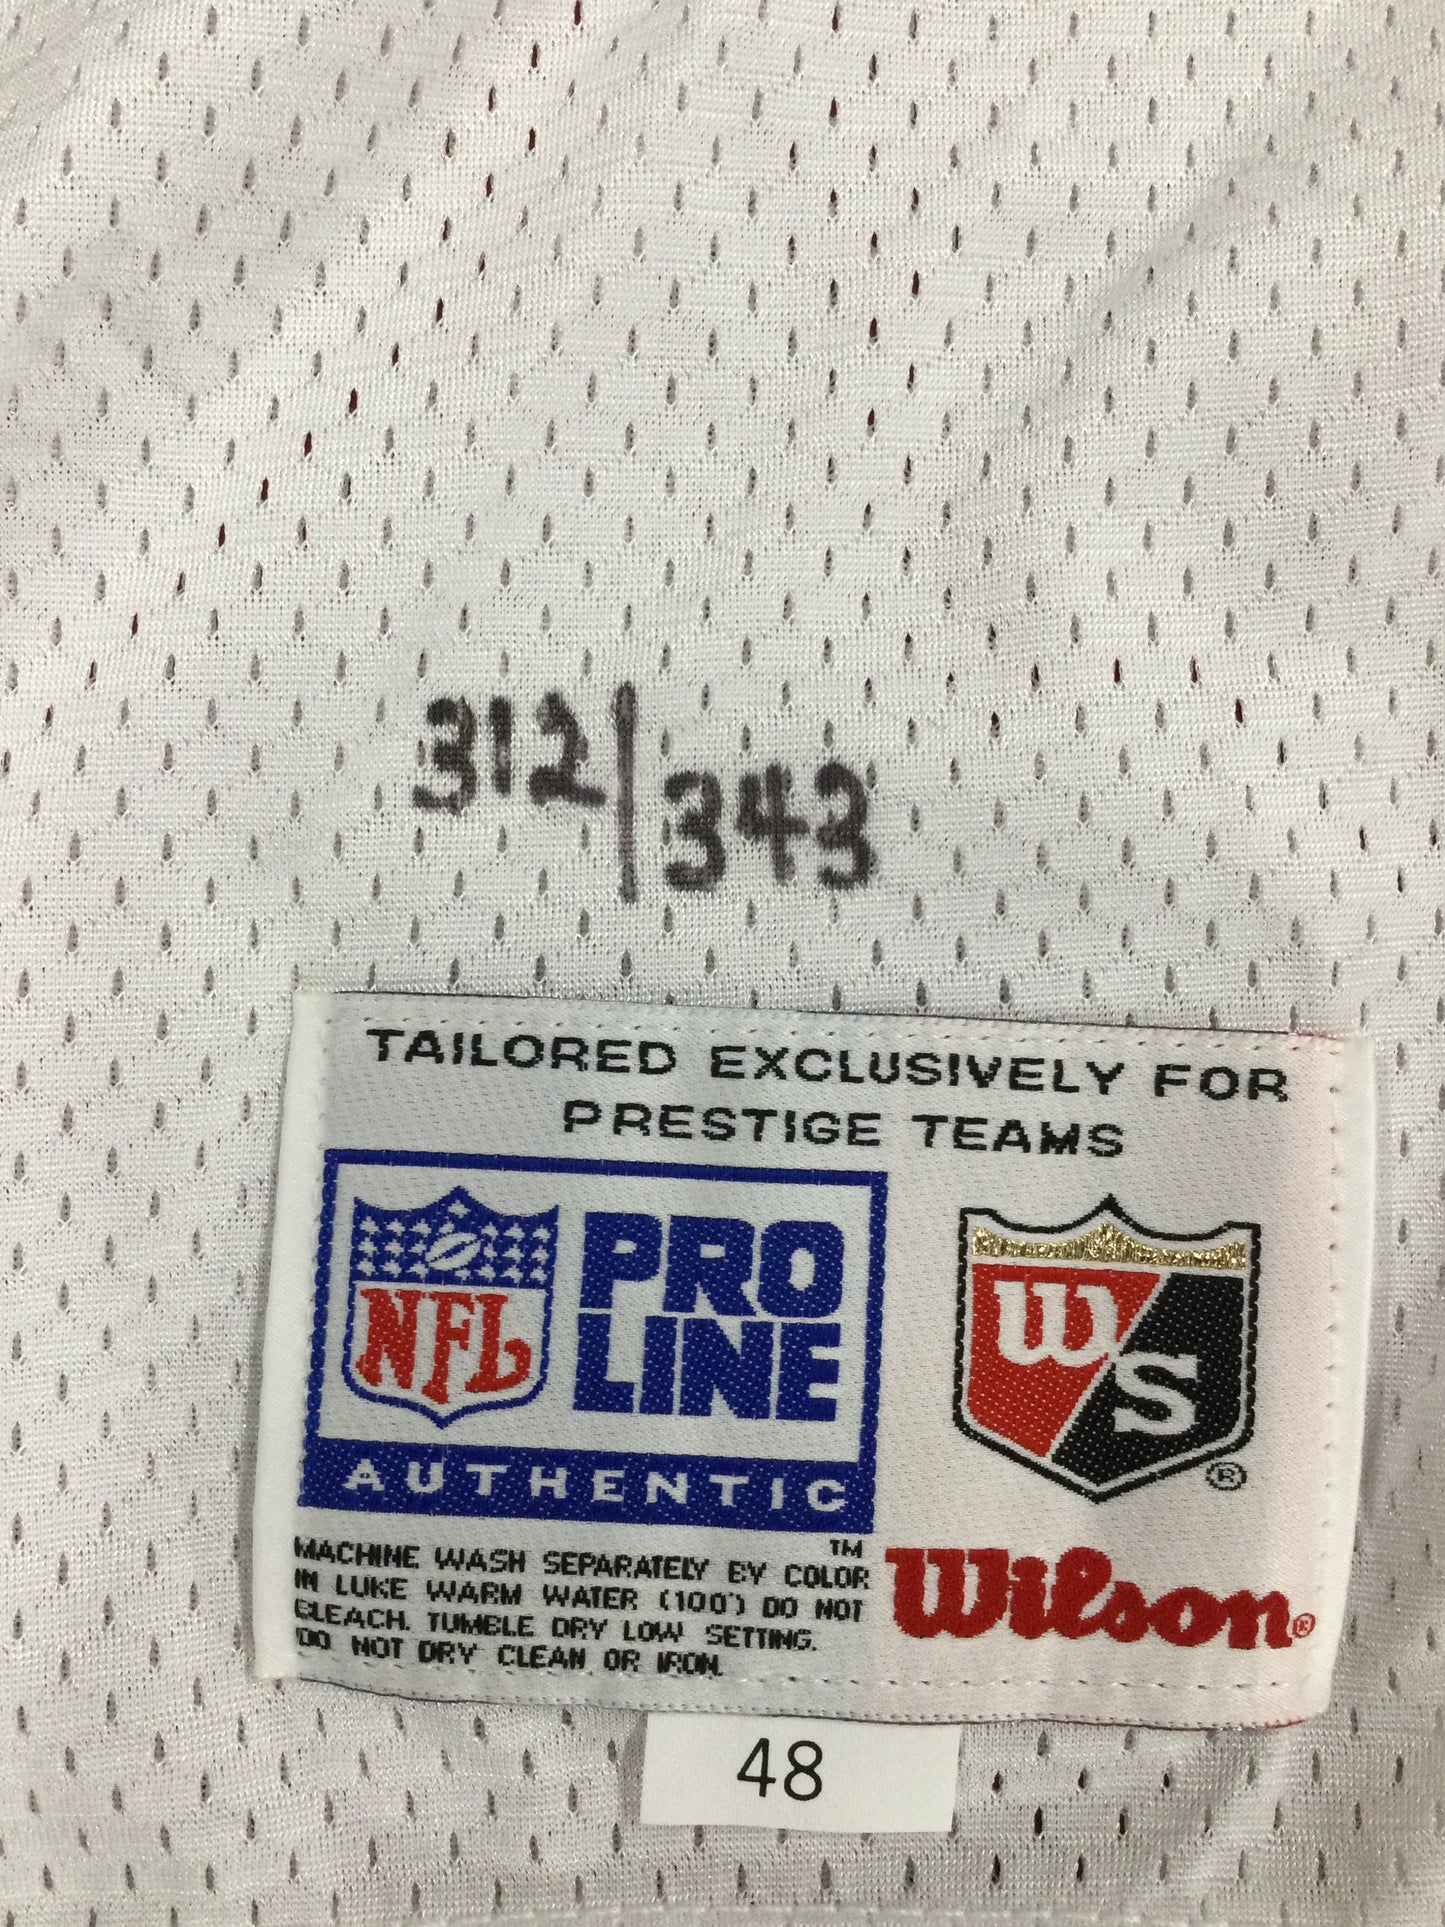 312/343
TAILORED EXCLUSIVELY FOR
PRESTIGE TEAMS
NFL
PRO
LINE
AUTHENTIC
TM
MACHINE WASH SEPARATELY BY COLOR
IN LUKE WARM WATER (100°) DO NOT
BLEACH. TUMBLE DRY LOW SETTING.
DO NOT DRY CLEAN OR IRON.
W
S
®
Wilson®
48